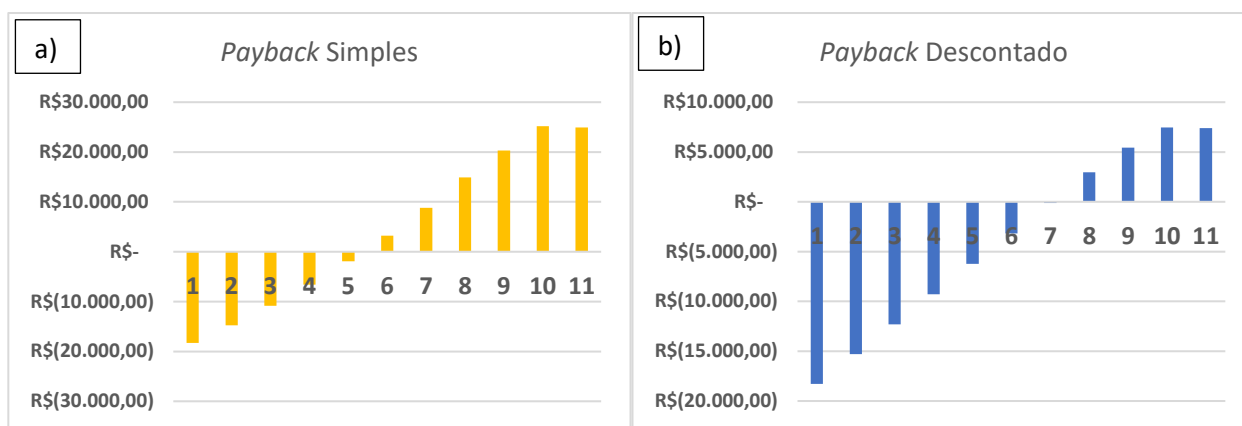 a)
Payback Simples
R$30.000,00
R$20.000,00
R$10.000,00
R$-
R$(10.000,00)
R$(20.000,00)
R$(30.000,00)
1 2 3 4 5 6 7 8 9 10 11
b)
Payback Descontado
R$10.000,00
R$5.000,00
R$-
R$(5.000,00)
R$(10.000,00)
R$(15.000,00)
R$(20.000,00)
1 2 3 4 5 6 7 8 9 10 11